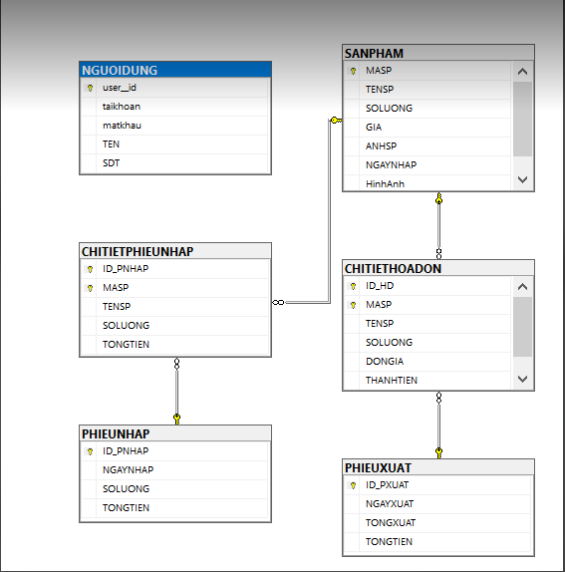 NGUOIDUNG
user_id
taikhoan
matkhau
TEN
SDT
SANPHAM
MASP
TENSP
SOLUONG
GIA
ANHSP
NGAYNHAP
HinhAnh
CHITIETPHIEUNHAP
ID_PNHAP
MASP
TENSP
SOLUONG
TONGTIEN
CHITIETHOADON
ID_HD
MASP
TENSP
SOLUONG
DONGIA
THANHTIEN
PHIEUNHAP
ID_PNHAP
NGAYNHAP
SOLUONG
TONGTIEN
PHIEUXUAT
ID_PXUAT
NGAYXUAT
TONGXUAT
TONGTIEN